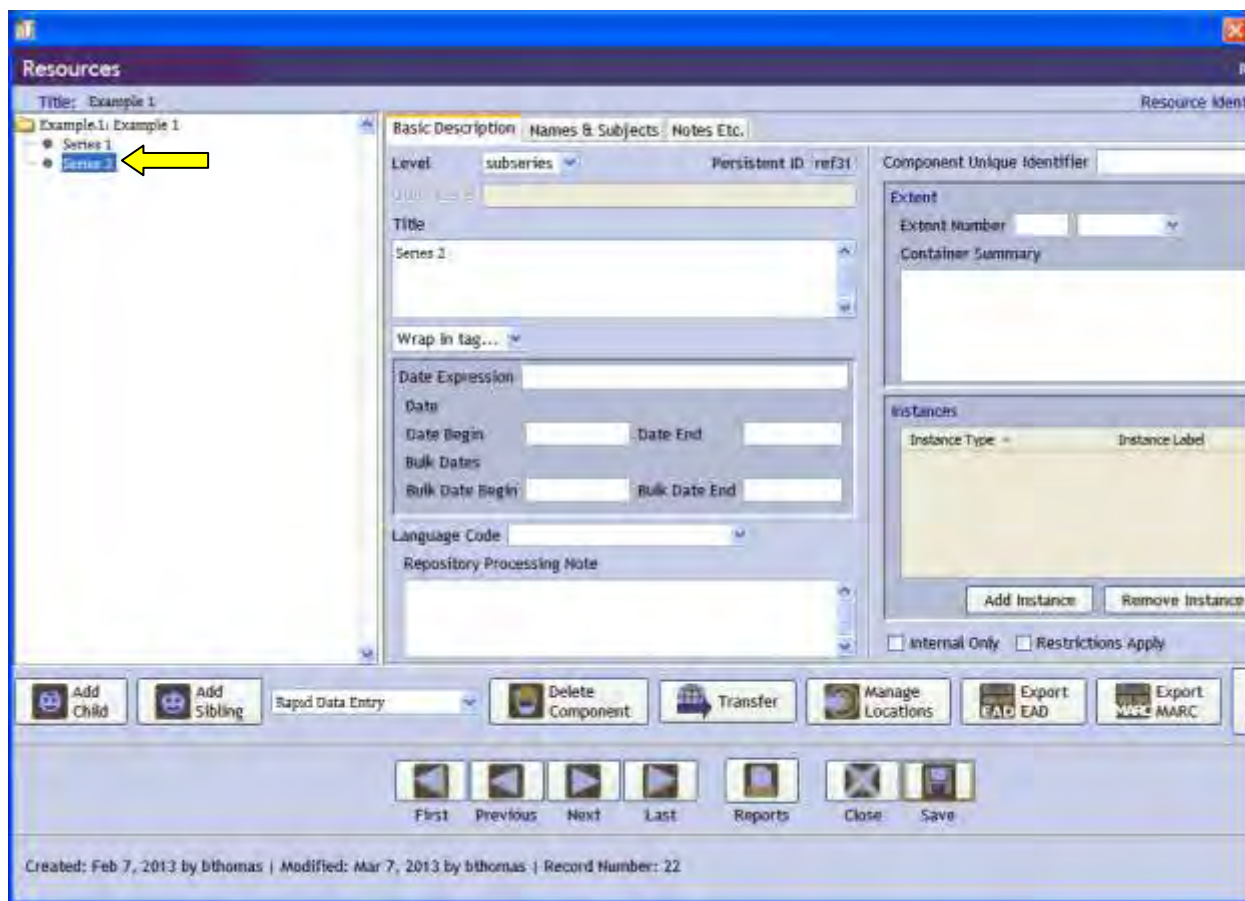 Resources
Title: Example 1
Resource Ident
Example.1: Example 1
Series 1
Series 2
Basic Description Names & Subjects Notes Etc.
Level subseries Persistent ID ref31
Title
Series 2
Wrap in tag...
Date Expression
Date
Date Begin Date End
Bulk Dates
Bulk Date Begin Bulk Date End
Language Code
Repository Processing Note
Component Unique Identifier
Extent
Extent Number
Container Summary
Instances
Instance Type Instance Label
Add Instance Remove Instance
Internal Only Restrictions Apply
Add
Child
Add
Sibling
Rapid Data Entry
Delete
Component
Transfer
Manage
Locations
EAD
Export
EAD
MARC
Export
MARC
First Previous Next Last Reports Close Save
Created: Feb 7, 2013 by bthomas | Modified: Mar 7, 2013 by bthomas | Record Number: 22